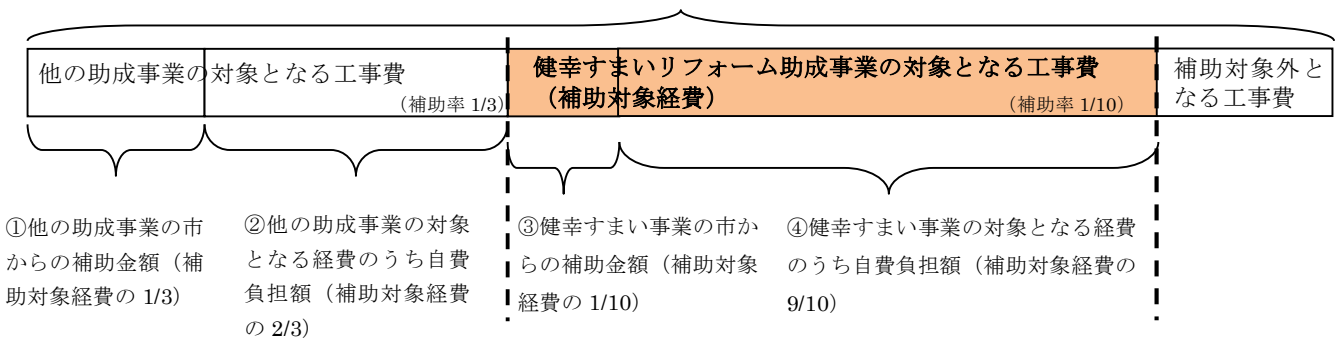 他の助成事業の対象となる工事費
(補助率 1/3)
健幸すまいリフォーム助成事業の対象となる工事費
(補助対象経費)
(補助率 1/10)
補助対象外と
なる工事費
①他の助成事業の市
からの補助金額(補
助対象経費の 1/3)
②他の助成事業の対象
となる経費のうち自費
負担額(補助対象経費
の 2/3)
③健幸すまい事業の市か
らの補助金額(補助対象
経費の 1/10)
④健幸すまい事業の対象となる経費
のうち自費負担額(補助対象経費の
9/10)